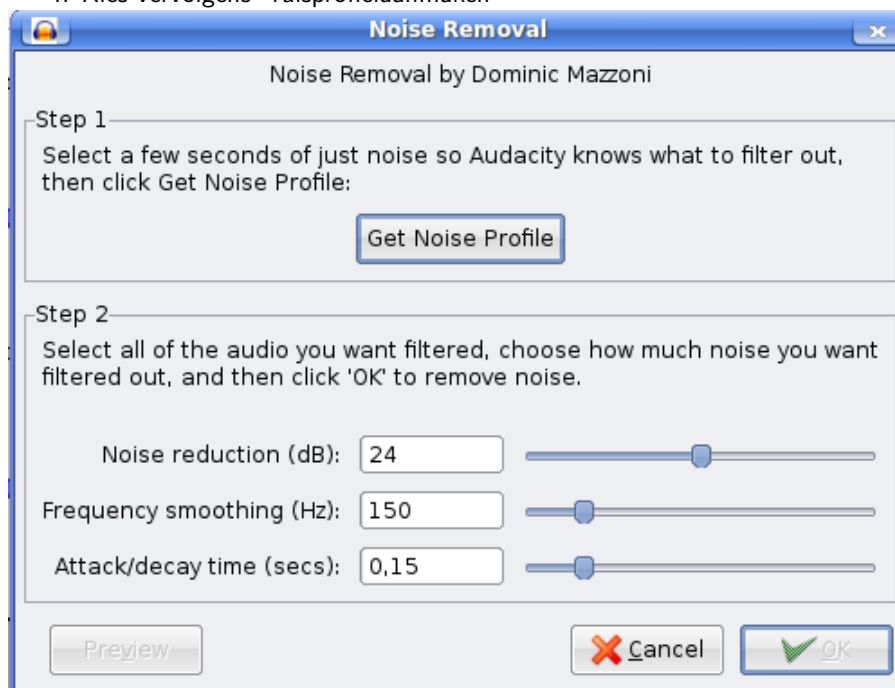 Noise Removal
Noise Removal by Dominic Mazzoni
Step 1
Select a few seconds of just noise so Audacity knows what to filter out,
then click Get Noise Profile:
Get Noise Profile
Step 2
Select all of the audio you want filtered, choose how much noise you want
filtered out, and then click 'OK' to remove noise.
Noise reduction (dB): 24
Frequency smoothing (Hz): 150
Attack/decay time (secs): 0,15
Preview Cancel OK